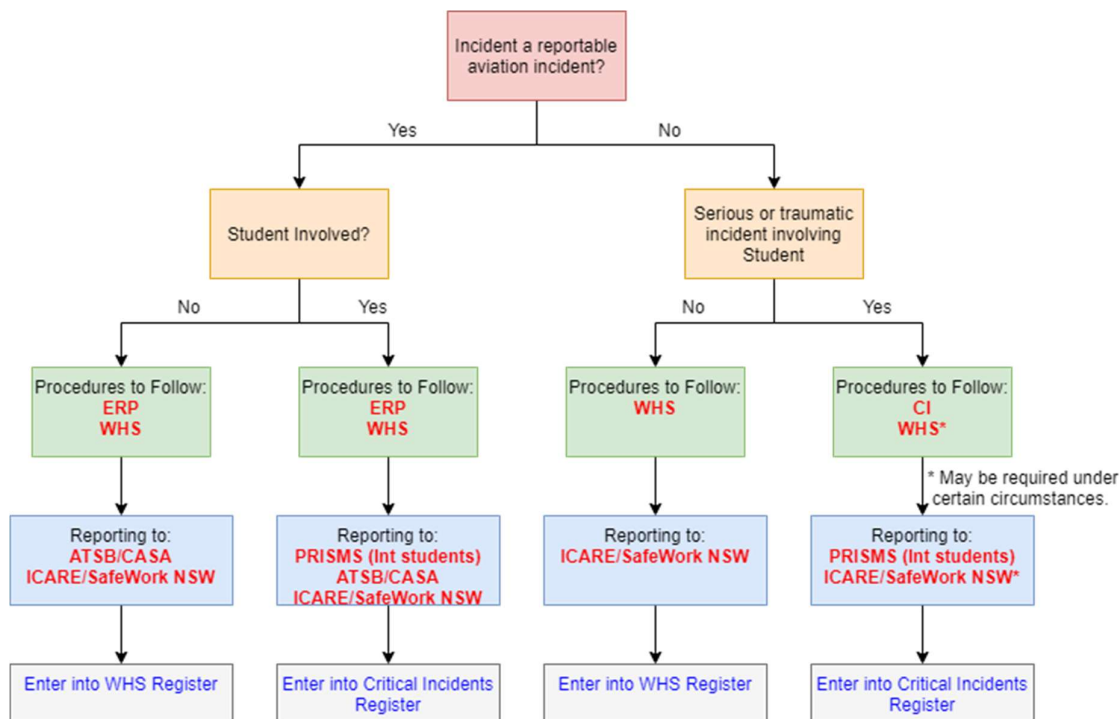 Incident a reportable
aviation incident?
Yes
No
Student Involved?
Serious or traumatic
incident involving
Student
No
Yes
No
Yes
Procedures to Follow:
ERP
WHS
Procedures to Follow:
ERP
WHS
Procedures to Follow:
WHS
Procedures to Follow:
CI
WHS*
* May be required under
certain circumstances.
Reporting to:
ATSB/CASA
ICARE/SafeWork NSW
Reporting to:
PRISMS (Int students)
ATSB/CASA
ICARE/SafeWork NSW
Reporting to:
ICARE/SafeWork NSW
Reporting to:
PRISMS (Int students)
ICARE/SafeWork NSW*
Enter into WHS Register
Enter into Critical Incidents
Register
Enter into WHS Register
Enter into Critical Incidents
Register